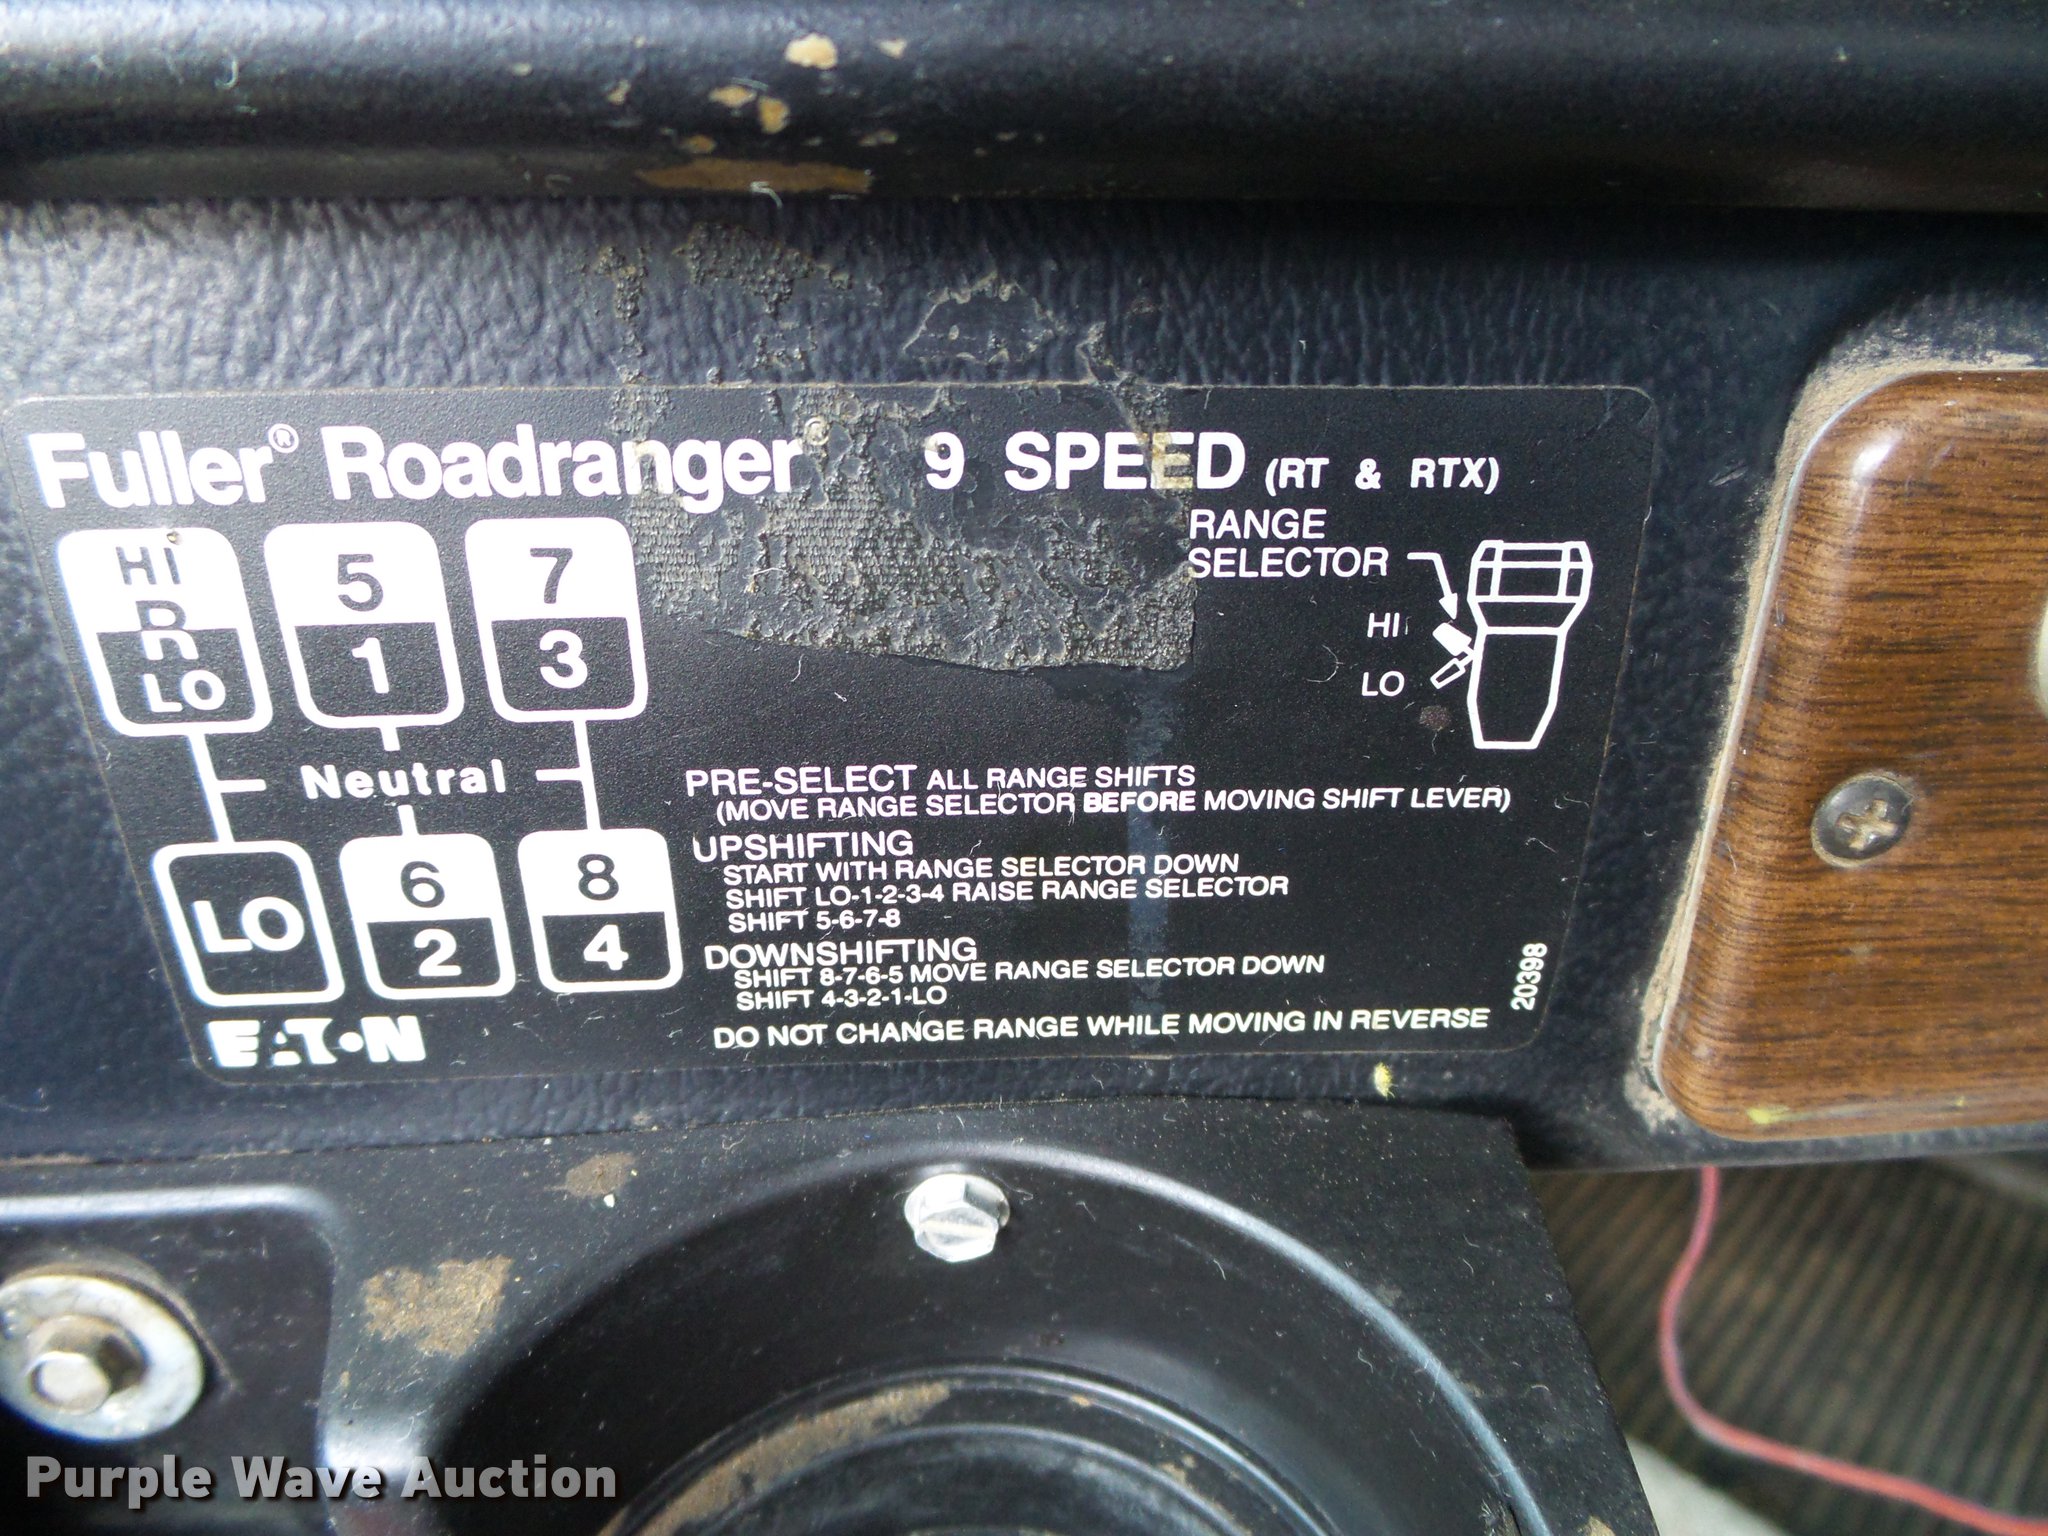 Fuller® Roadranger® 9 SPEED (RT & RTX)
RANGE
SELECTOR
HI
LO
HI
R
LO
5
1
7
3
Neutral
LO
6
2
8
4
PRE-SELECT ALL RANGE SHIFTS
(MOVE RANGE SELECTOR BEFORE MOVING SHIFT LEVER)
UPSHIFTING
START WITH RANGE SELECTOR DOWN
SHIFT LO-1-2-3-4 RAISE RANGE SELECTOR
SHIFT 5-6-7-8
DOWNSHIFTING
SHIFT 8-7-6-5 MOVE RANGE SELECTOR DOWN
SHIFT 4-3-2-1-LO
DO NOT CHANGE RANGE WHILE MOVING IN REVERSE
20398
EATON
Purple Wave Auction